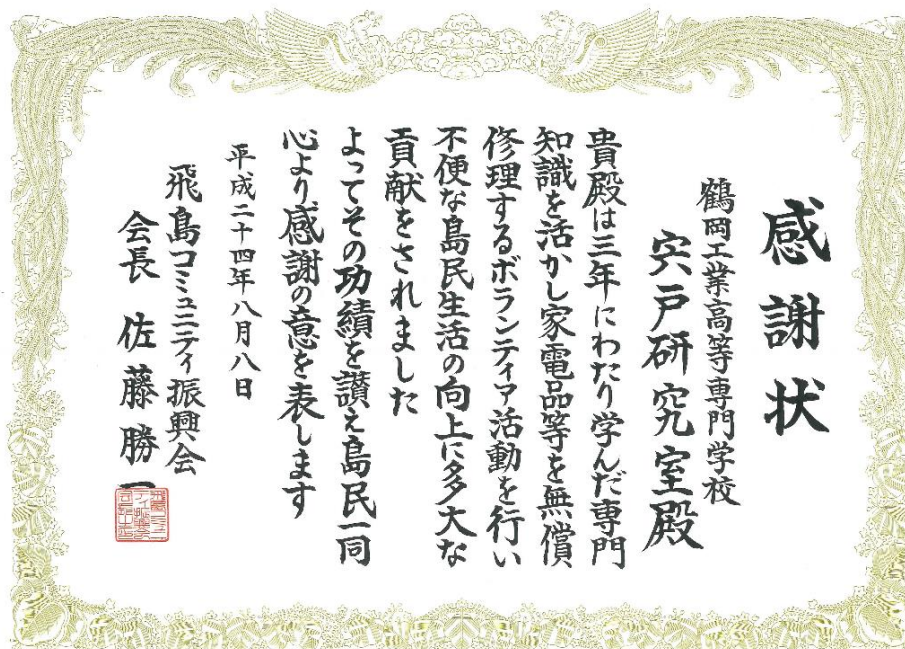 感謝状
鶴岡工業高等専門学校
宍戸研究室殿
貴殿は三年にわたり学んだ専門
知識を活かし家電品等を無償
修理するボランティア活動を行い
不便な島民生活の向上に多大な
貢献をされました
よってその功績を讃え島民一同
心より感謝の意を表します
平成二十四年八月八日
飛島コミュニティ振興会
会長 佐藤勝一